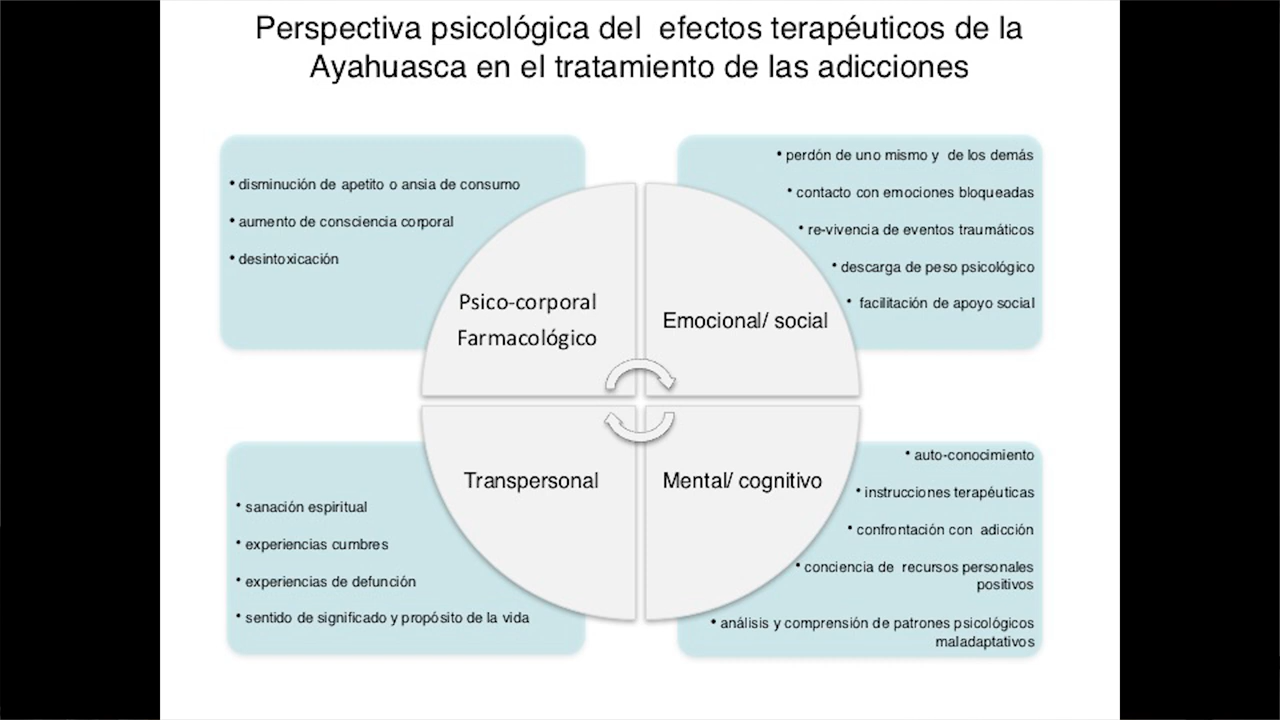 Perspectiva psicológica del efectos terapéuticos de la
Ayahuasca en el tratamiento de las adicciones
• disminución de apetito o ansia de consumo
• aumento de consciencia corporal
• desintoxicación
Psico-corporal
Farmacológico
• perdón de uno mismo y de los demás
• contacto con emociones bloqueadas
• re-vivencia de eventos traumáticos
• descarga de peso psicológico
• facilitación de apoyo social
Emocional/ social
Transpersonal
• sanación espiritual
• experiencias cumbres
• experiencias de defunción
• sentido de significado y propósito de la vida
Mental/ cognitivo
• auto-conocimiento
• instrucciones terapéuticas
• confrontación con adicción
• conciencia de recursos personales
positivos
• análisis y comprensión de patrones psicológicos
maladaptativos